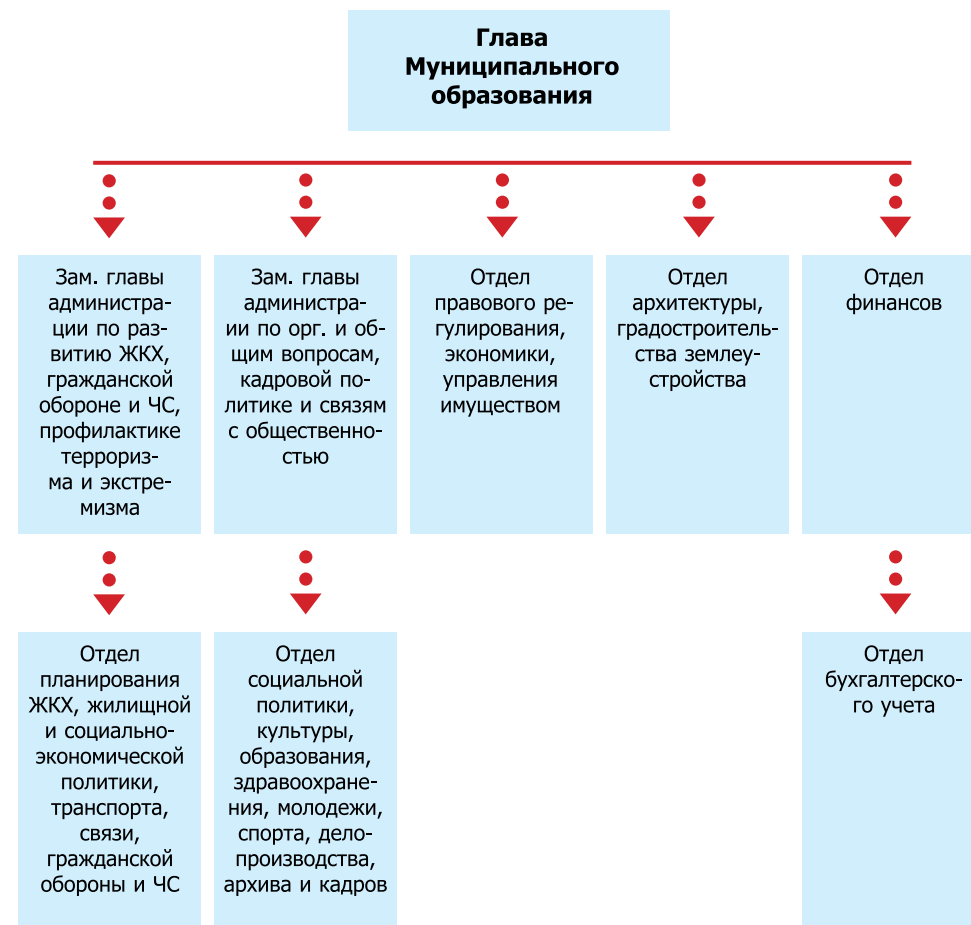 Глава
Муниципального
образования
Зам. главы
администра-
ции по раз-
витию ЖКХ,
гражданской
обороне и ЧС,
профилактике
террориз-
ма и экстре-
мизма
Зам. главы
администра-
ии по орг. и об-
щим вопросам,
кадровой по-
литике и связям
с общественно-
стью
Отдел
правового ре-
гулирования,
экономики,
управления
имуществом
Отдел
архитектуры,
градостроитель-
ства землеу-
стройства
Отдел
финансов
Отдел
планирования
ЖКХ, жилищной
и социально-
экономической
политики,
транспорта,
связи,
гражданской
обороны и ЧС
Отдел
социальной
политики,
культуры,
образования,
здравоохране-
ния, молодежи,
спорта, дело-
производства,
архива и кадров
Отдел
бухгалтерско-
го учета